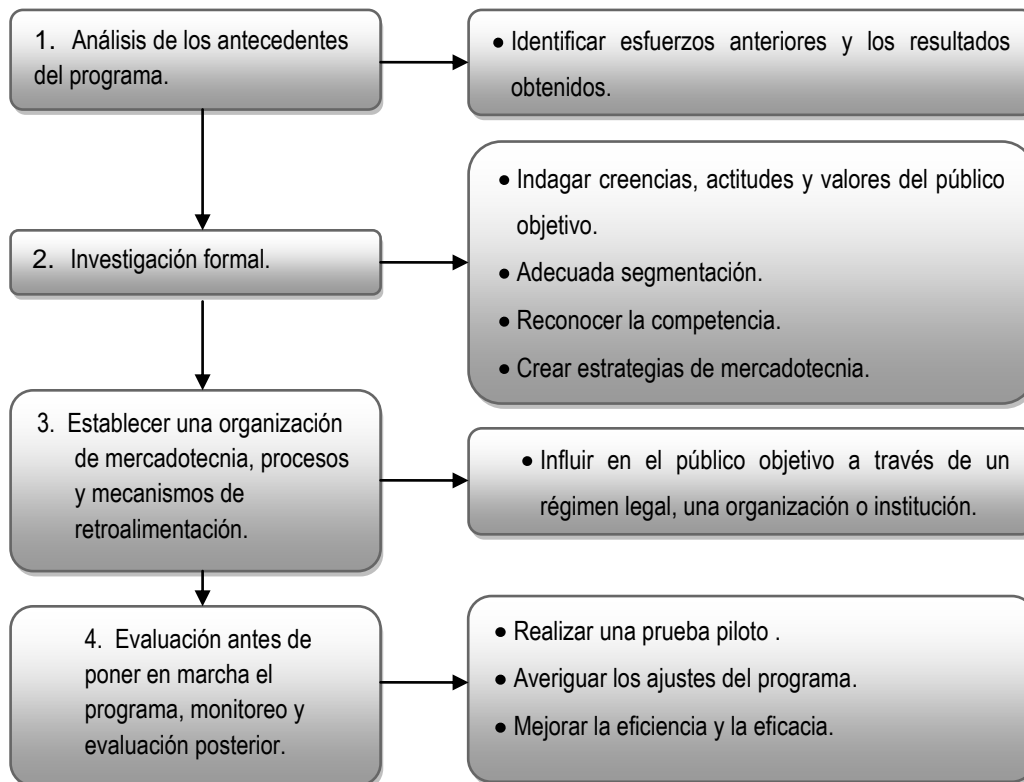 1. Análisis de los antecedentes
del programa.
• Identificar esfuerzos anteriores y los resultados
obtenidos.
2. Investigación formal.
• Indagar creencias, actitudes y valores del público
objetivo.
• Adecuada segmentación.
• Reconocer la competencia.
• Crear estrategias de mercadotecnia.
3. Establecer una organización
de mercadotecnia, procesos
y mecanismos de
retroalimentación.
• Influir en el público objetivo a través de un
régimen legal, una organización o institución.
4. Evaluación antes de
poner en marcha el
programa, monitoreo y
evaluación posterior.
• Realizar una prueba piloto .
• Averiguar los ajustes del programa.
• Mejorar la eficiencia y la eficacia.